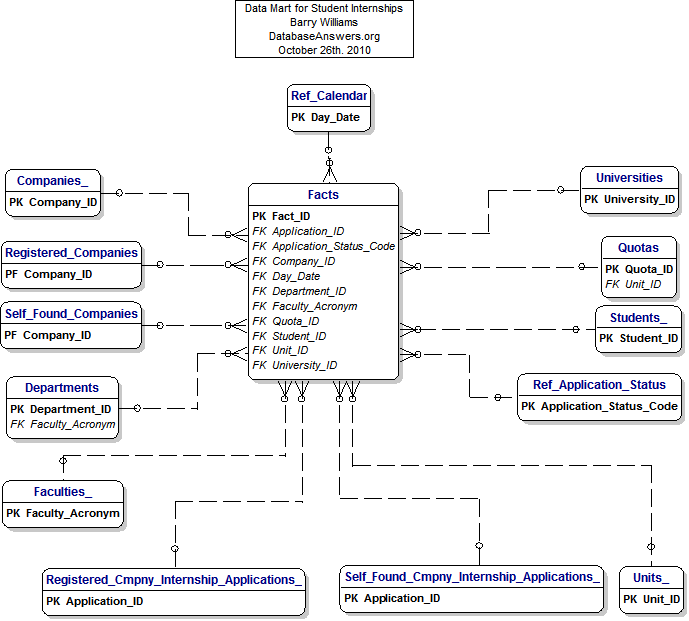 Data Mart for Student Internships
Barry Williams
DatabaseAnswers.org
October 26th. 2010
Ref_Calendar
PK Day_Date
Companies_
PK Company_ID
Registered_Companies
PF Company_ID
Self_Found_Companies
PF Company_ID
Departments
PK Department_ID
FK Faculty_Acronym
Faculties_
PK Faculty_Acronym
Facts
PK Fact_ID
FK Application_ID
FK Application_Status_Code
FK Company_ID
FK Day_Date
FK Department_ID
FK Faculty_Acronym
FK Quota_ID
FK Student_ID
FK Unit_ID
FK University_ID
Universities
PK University_ID
Quotas
PK Quota_ID
FK Unit_ID
Students_
PK Student_ID
Ref_Application_Status
PK Application_Status_Code
Registered_Cmpny_Internship_Applications_
PK Application_ID
Self_Found_Cmpny_Internship_Applications_
PK Application_ID
Units_
PK Unit_ID